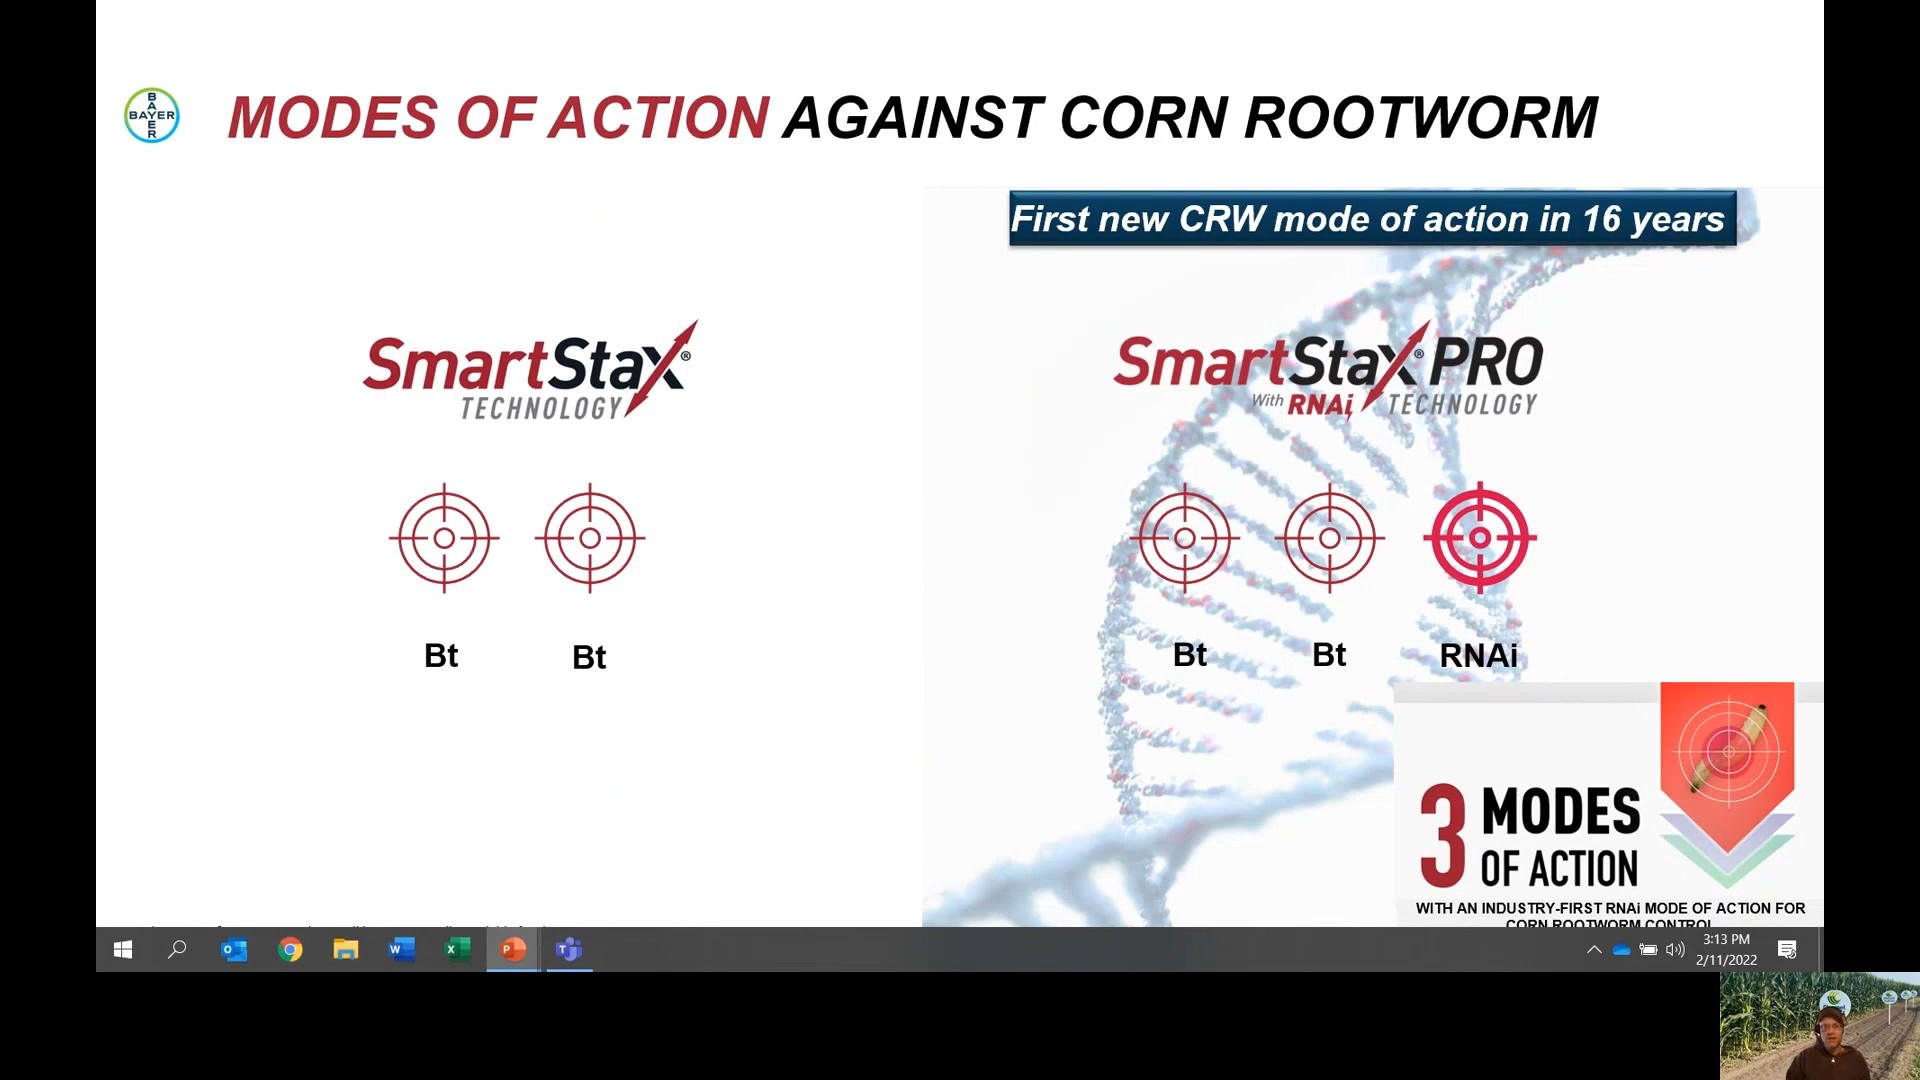 BAYER
BAYER
MODES OF ACTION AGAINST CORN ROOTWORM
First new CRW mode of action in 16 years
SmartStax®
TECHNOLOGY
SmartStax® PRO
With RNAi TECHNOLOGY
Bt
Bt
Bt
Bt
RNAi
3 MODES
OF ACTION
WITH AN INDUSTRY-FIRST RNAi MODE OF ACTION FOR
CORN ROOTWORM CONTROL
3:13 PM
2/11/2022